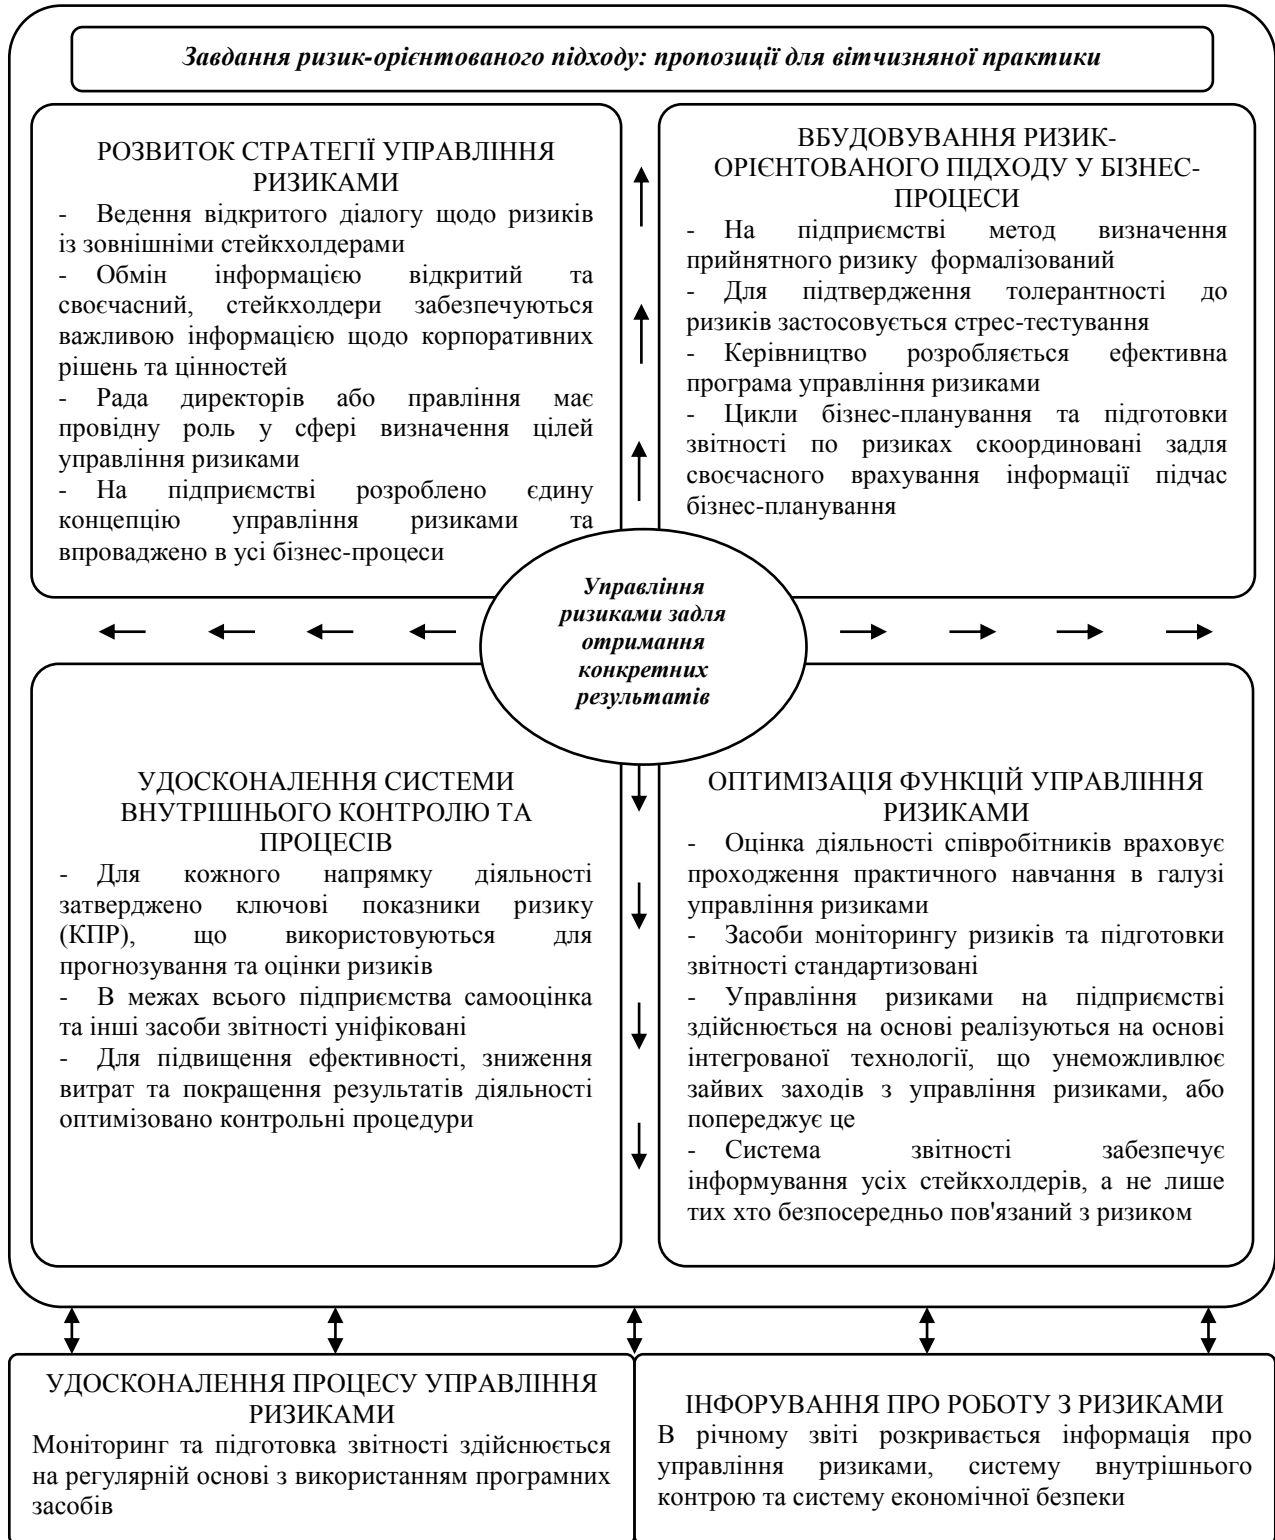 Завдання ризик-орієнтованого підходу: пропозиції для вітчизняної практики
РОЗВИТОК СТРАТЕГІЇ УПРАВЛІННЯ
РИЗИКАМИ
- Ведення відкритого діалогу щодо ризиків
із зовнішніми стейкхолдерами
- Обмін інформацією відкритий та
своєчасний, стейкхолдери забезпечуються
важливою інформацією щодо корпоративних
рішень та цінностей
- Рада директорів або правління має
провідну роль у сфері визначення цілей
управління ризиками
- На підприємстві розроблено єдину
концепцію управління ризиками та
впроваджено в усі бізнес-процеси
ВБУДОВУВАННЯ РИЗИК-
ОРІЄНТОВАНОГО ПІДХОДУ У БІЗНЕС-
ПРОЦЕСИ
- На підприємстві метод визначення
прийнятного ризику формалізований
- Для підтвердження толерантності до
ризиків застосовується стрес-тестування
- Керівництво розробляється ефективна
програма управління ризиками
- Цикли бізнес-планування та підготовки
звітності по ризиках скоординовані задля
своєчасного врахування інформації підчас
бізнес-планування
Управління
ризиками задля
отримання
конкретних
результатів
УДОСКОНАЛЕННЯ СИСТЕМИ
ВНУТРІШНЬОГО КОНТРОЛЮ ТА
ПРОЦЕСІВ
- Для кожного напрямку діяльності
затверджено ключові показники ризику
(КПР), що використовуються для
прогнозування та оцінки ризиків
- В межах всього підприємства самооцінка
та інші засоби звітності уніфіковані
- Для підвищення ефективності, зниження
витрат та покращення результатів діяльності
оптимізовано контрольні процедури
ОПТИМІЗАЦІЯ ФУНКЦІЙ УПРАВЛІННЯ
РИЗИКАМИ
- Оцінка діяльності співробітників враховує
проходження практичного навчання в галузі
управління ризиками
- Засоби моніторингу ризиків та підготовки
звітності стандартизовані
- Управління ризиками на підприємстві
здійснюється на основі реалізуються на основі
інтегрованої технології, що унеможливлює
зайвих заходів з управління ризиками, або
попереджує це
- Система звітності забезпечує
інформування усіх стейкхолдерів, а не лише
тих хто безпосередньо пов'язаний з ризиком
УДОСКОНАЛЕННЯ ПРОЦЕСУ УПРАВЛІННЯ
РИЗИКАМИ
Моніторинг та підготовка звітності здійснюється
на регулярній основі з використанням програмних
засобів
ІНФОРУВАННЯ ПРО РОБОТУ З РИЗИКАМИ
В річному звіті розкривається інформація про
управління ризиками, систему внутрішнього
контрою та систему економічної безпеки